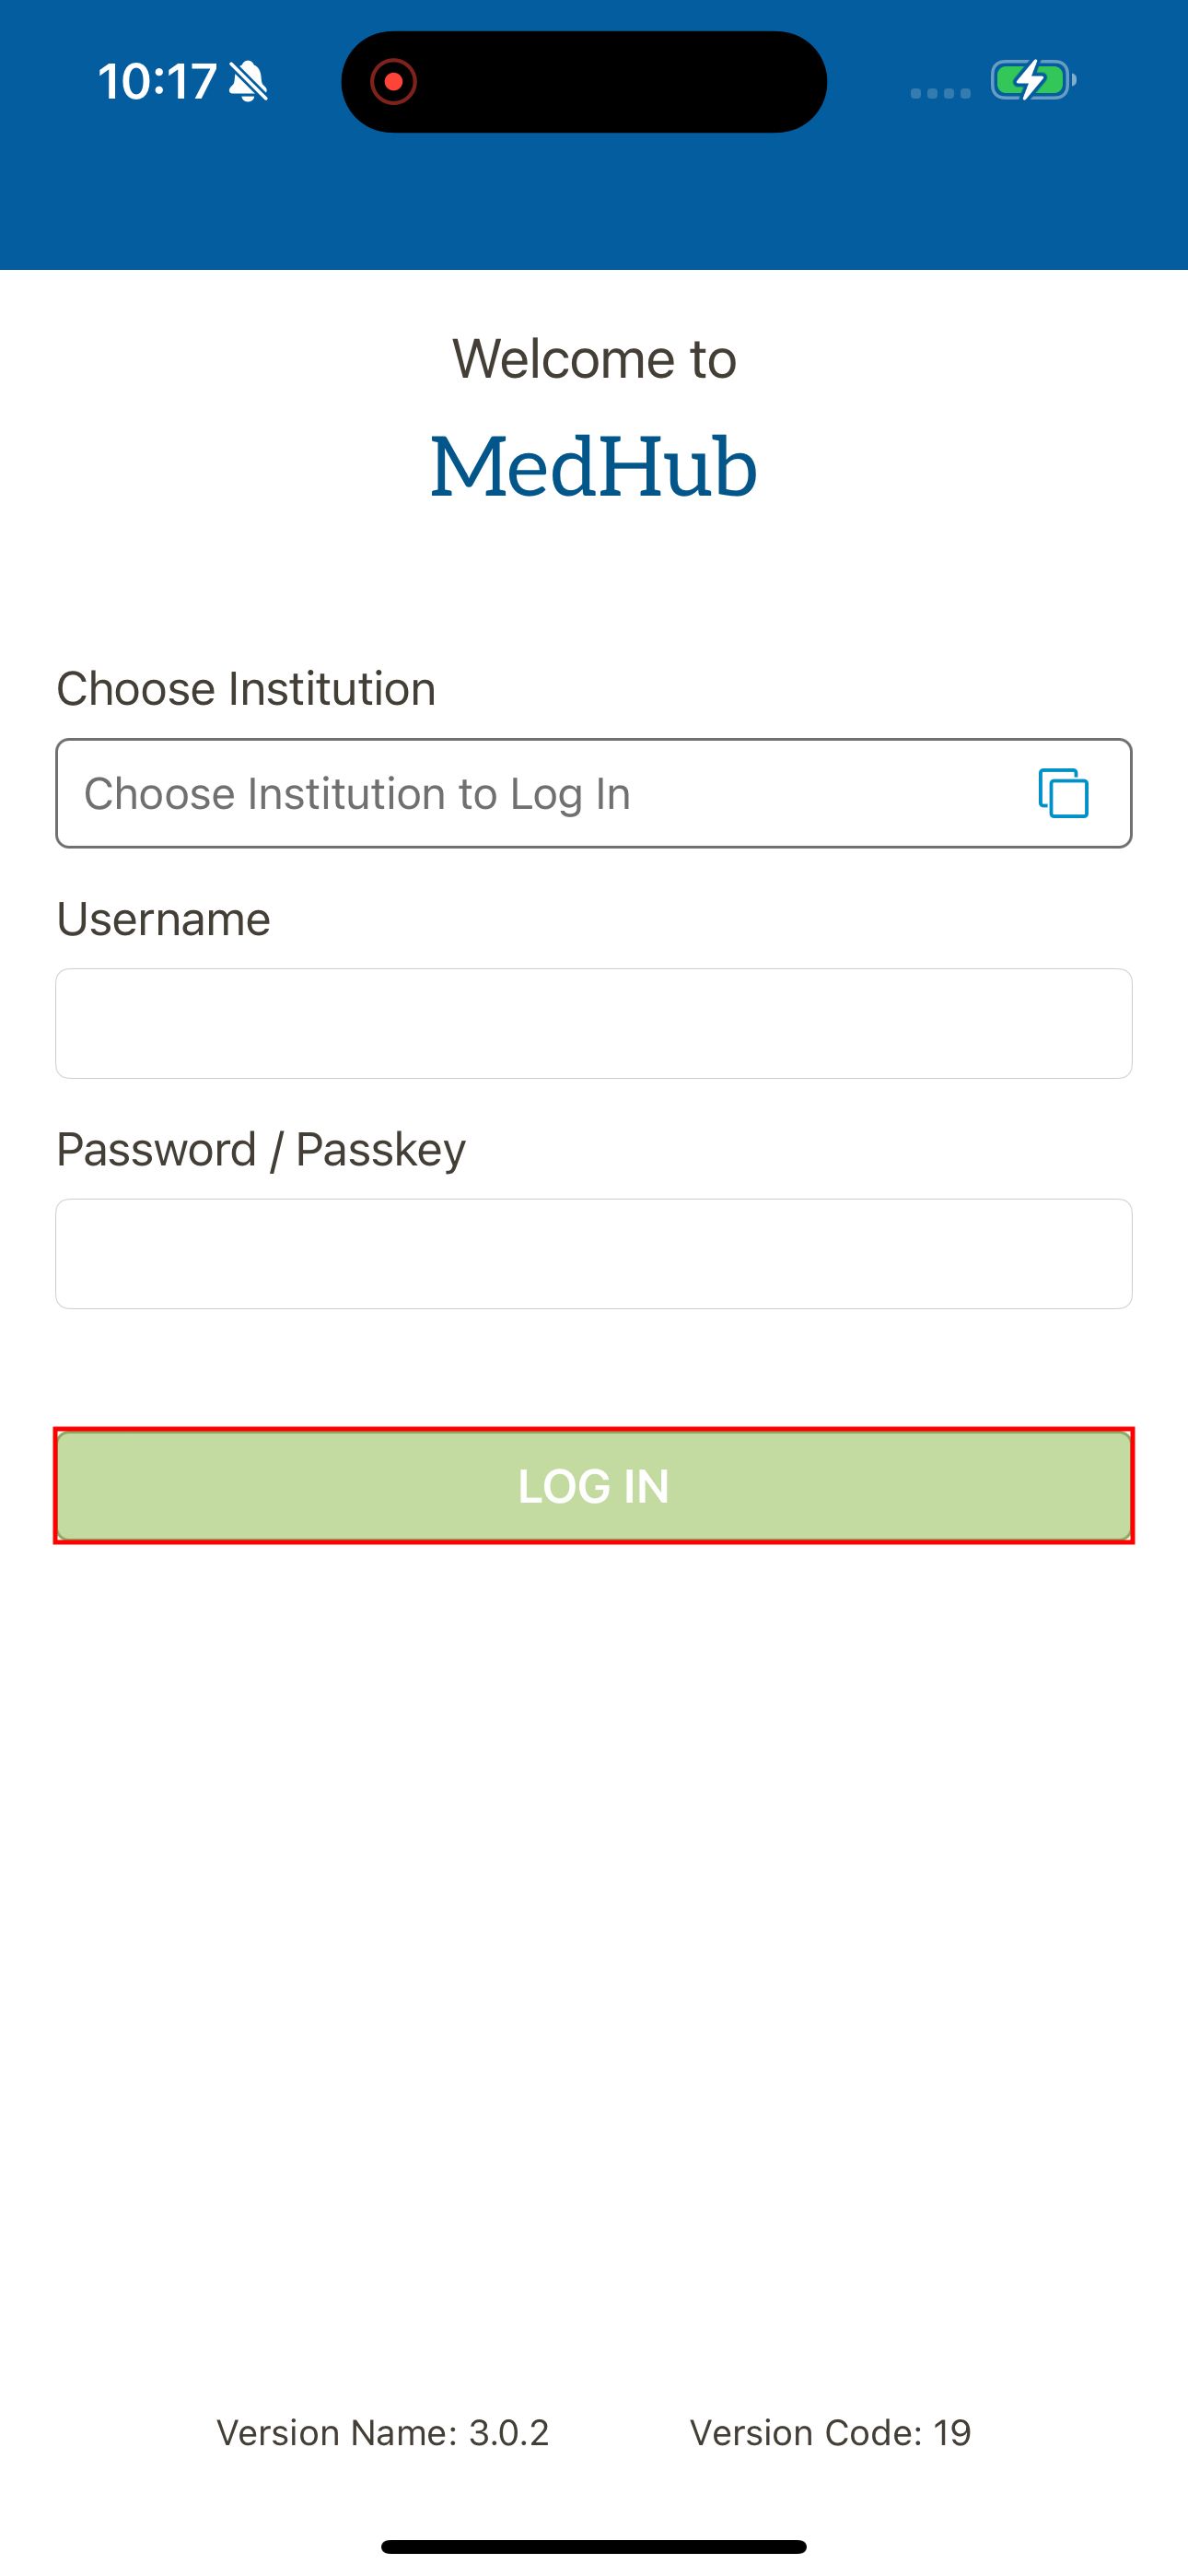 10:17
Welcome to
MedHub
Choose Institution
Choose Institution to Log In
Username
Password / Passkey
LOG IN
Version Name: 3.0.2
Version Code: 19